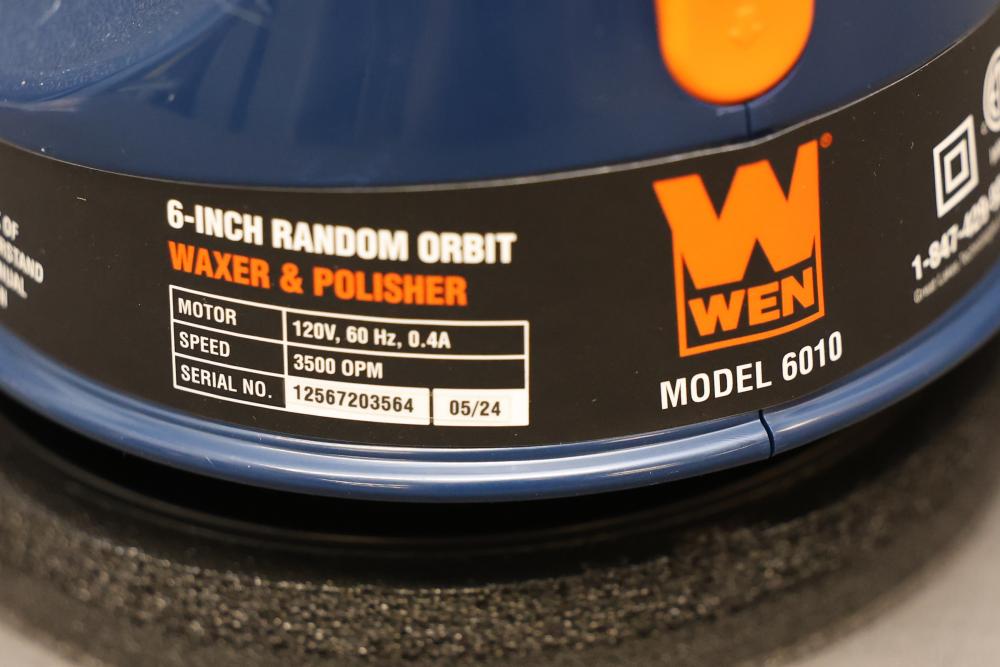 OF
6-INCH RANDOM ORBIT
WAXER & POLISHER
MOTOR 120V, 60 Hz, 0.4A
SPEED 3500 OPM
SERIAL NO. 12567203564 05/24
W®
WEN
MODEL 6010